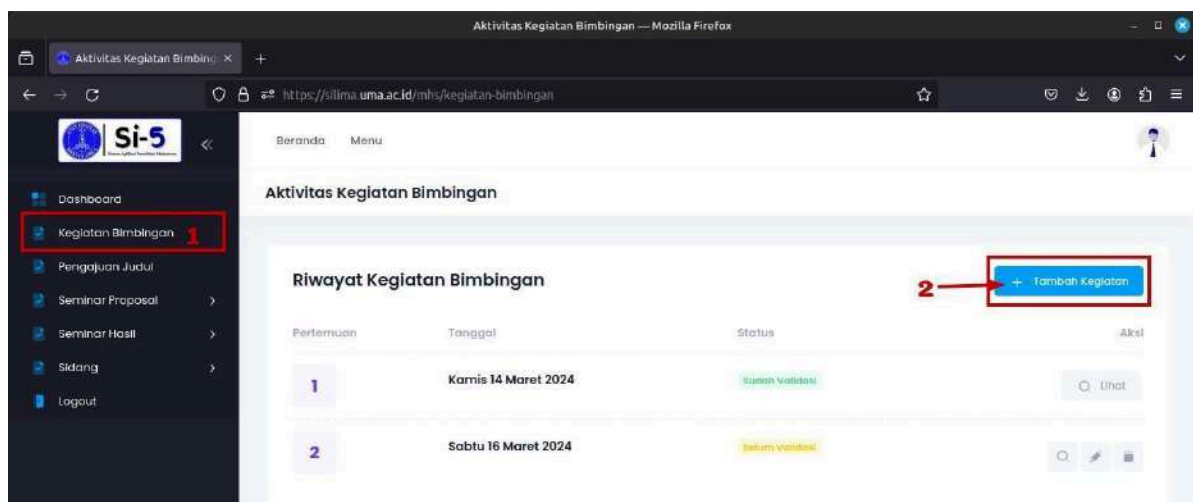 Aktivitas Kegiatan Bimbingan — Mozilla Firefox
Aktivitas Kegiatan Bimbing
https://silima.uma.ac.id/mhs/kegiatan-bimbingan
Si-5
Beranda Menu
Aktivitas Kegiatan Bimbingan
Dashboard
Kegiatan Bimbingan 1
Pengajuan Judul
Seminar Proposal
Seminar Hasil
Sidang
Logout
Riwayat Kegiatan Bimbingan
2 + Tambah Kegiatan
Pertemuan Tanggal Status Aksi
1 Kamis 14 Maret 2024 Sudah Validasi Lihat
2 Sabtu 16 Maret 2024 Belum Validasi